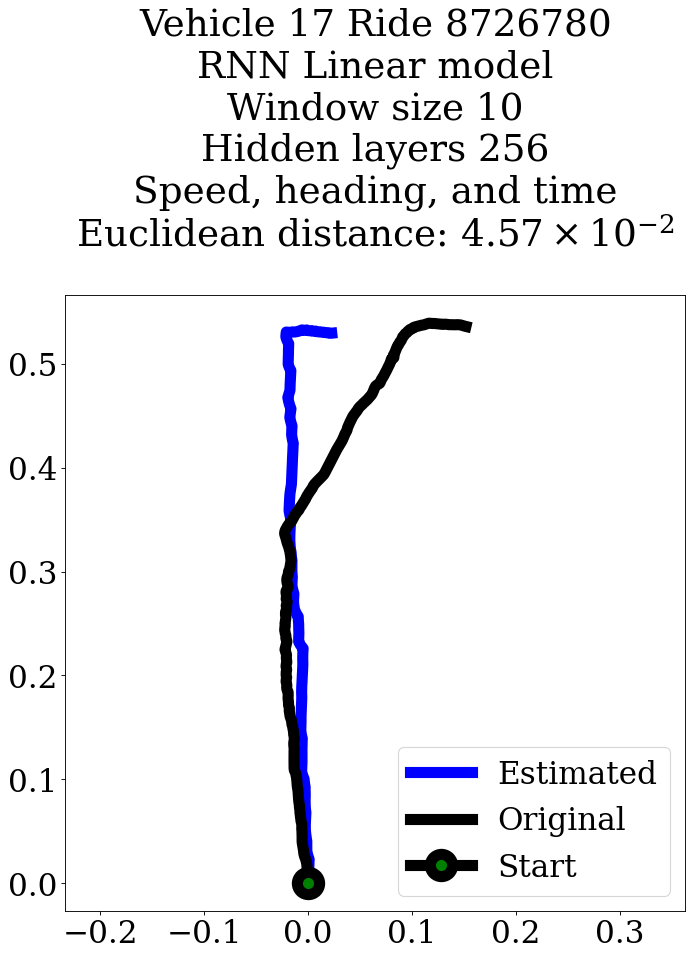 Vehicle 17 Ride 8726780
RNN Linear model
Window size 10
Hidden layers 256
Speed, heading, and time
Euclidean distance: 4.57 × 10⁻²
0.5
0.4
0.3
0.2
0.1
0.0
Estimated
Original
Start
−0.2 −0.1 0.0 0.1 0.2 0.3